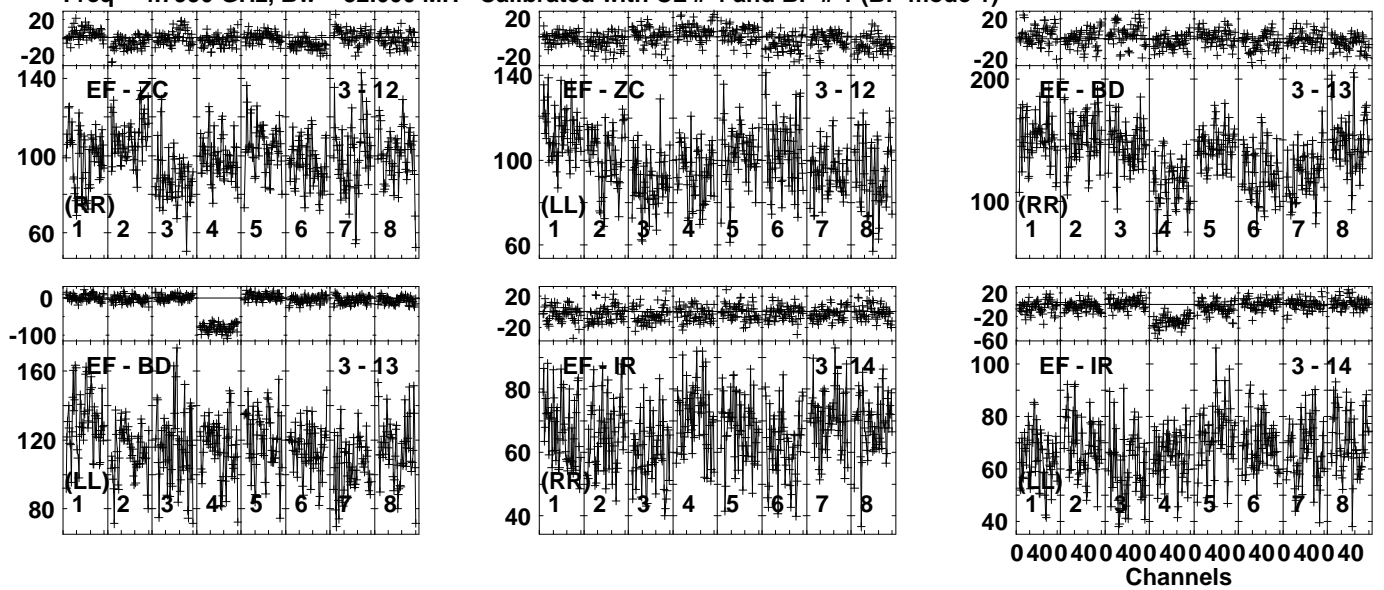 20 20 20
-20 -20 -20
140 EF - ZC 3 - 12 140 EF - ZC 3 - 12 200 EF - BD 3 - 13
100 100 100
(RR) (LL) (RR)
60 1 2 3 4 5 6 7 8 60 1 2 3 4 5 6 7 8 1 2 3 4 5 6 7 8
0 20 20
-100 -20 -20
-60
160 EF - BD 3 - 13 80 EF - IR 3 - 14 100 EF - IR 3 - 14
120 60 80
60
(LL) (RR) (LL)
80 1 2 3 4 5 6 7 8 40 1 2 3 4 5 6 7 8 40 1 2 3 4 5 6 7 8
0 40 0 40 0 40 0 40 0 40 0 40 0 40 0 40
Channels